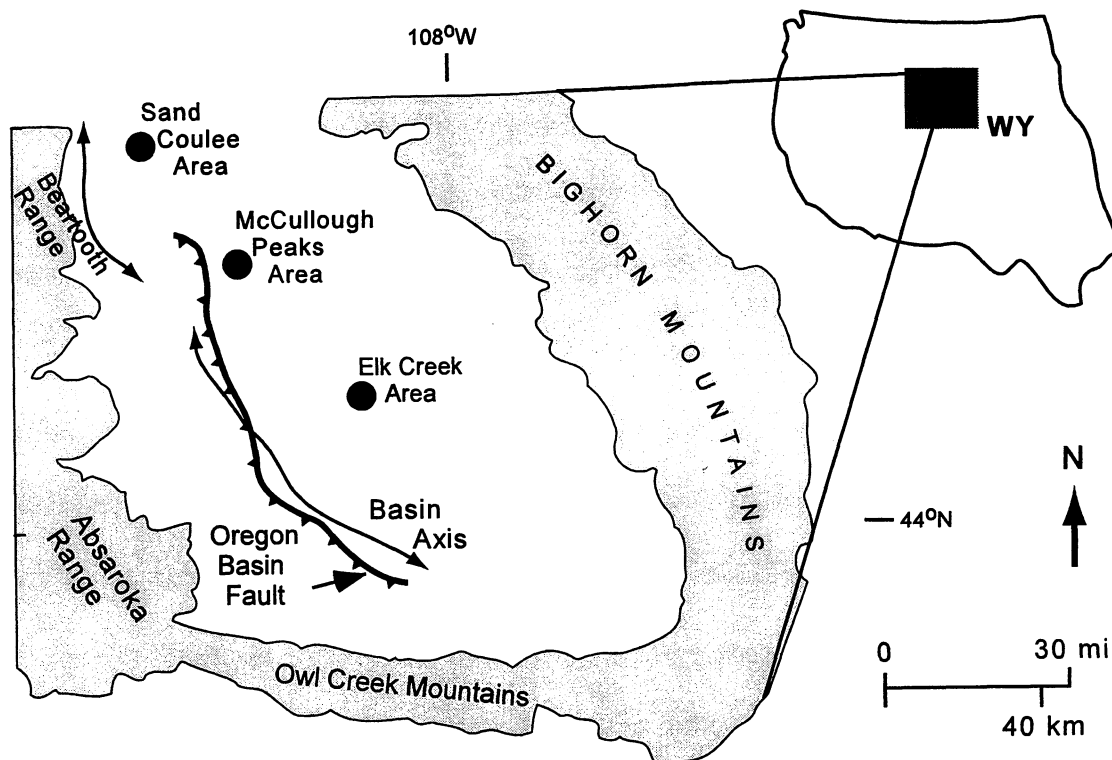 108°W
Sand
Coulee
Area
WY
Beartooth
Range
McCullough
Peaks
Area
BIGHORN MOUNTAINS
Elk Creek
Area
N
Basin
Axis
44°N
Oregon
Basin
Fault
Absaroka
Range
Owl Creek Mountains
0 30 mi
40 km